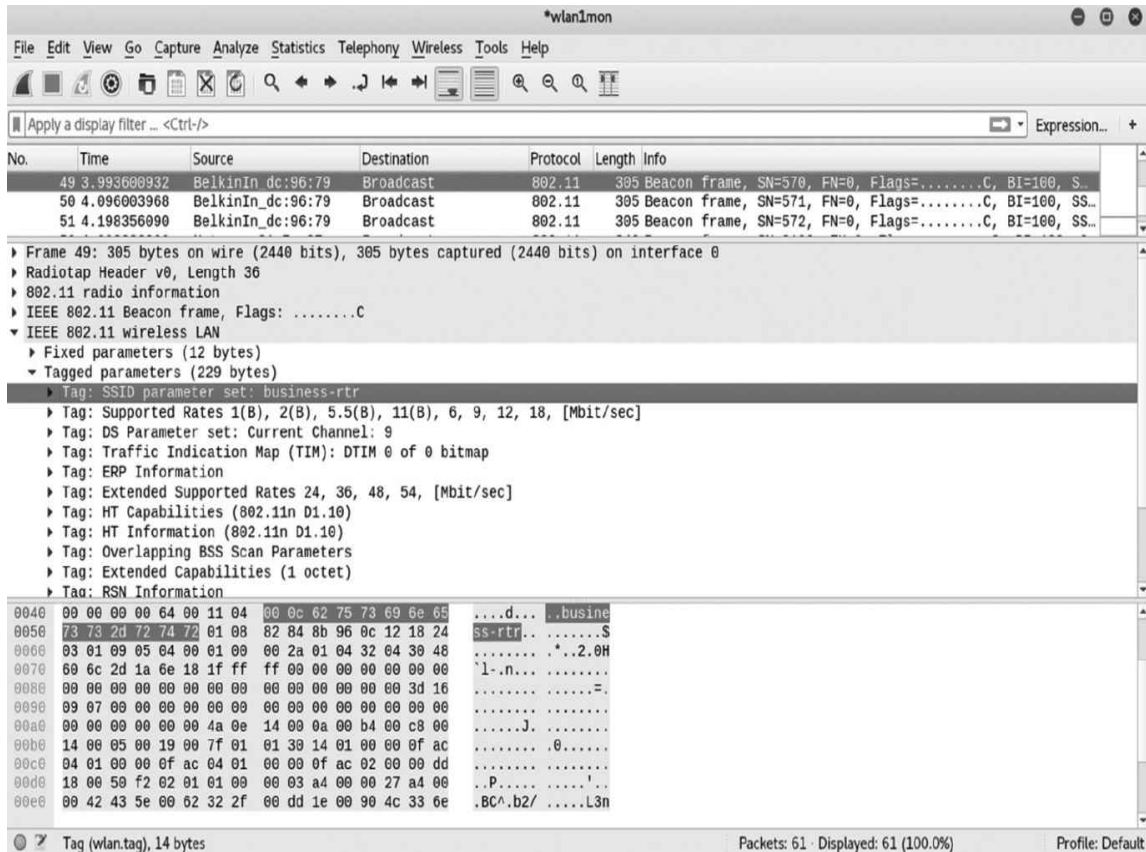 *wlan1mon
File Edit View Go Capture Analyze Statistics Telephony Wireless Tools Help
Apply a display filter ... <Ctrl-/> Expression... +
No. Time Source Destination Protocol Length Info
49 3.993600932 BelkinIn_dc:96:79 Broadcast 802.11 305 Beacon frame, SN=570, FN=0, Flags=........C, BI=100, S…
50 4.096003968 BelkinIn_dc:96:79 Broadcast 802.11 305 Beacon frame, SN=571, FN=0, Flags=........C, BI=100, SS…
51 4.198356090 BelkinIn_dc:96:79 Broadcast 802.11 305 Beacon frame, SN=572, FN=0, Flags=........C, BI=100, SS…
Frame 49: 305 bytes on wire (2440 bits), 305 bytes captured (2440 bits) on interface 0
Radiotap Header v0, Length 36
802.11 radio information
IEEE 802.11 Beacon frame, Flags: ........C
IEEE 802.11 wireless LAN
Fixed parameters (12 bytes)
Tagged parameters (229 bytes)
Tag: SSID parameter set: business-rtr
Tag: Supported Rates 1(B), 2(B), 5.5(B), 11(B), 6, 9, 12, 18, [Mbit/sec]
Tag: DS Parameter set: Current Channel: 9
Tag: Traffic Indication Map (TIM): DTIM 0 of 0 bitmap
Tag: ERP Information
Tag: Extended Supported Rates 24, 36, 48, 54, [Mbit/sec]
Tag: HT Capabilities (802.11n D1.10)
Tag: HT Information (802.11n D1.10)
Tag: Overlapping BSS Scan Parameters
Tag: Extended Capabilities (1 octet)
Tag: RSN Information
0040 00 00 00 00 64 00 11 04 00 0c 62 75 73 69 6e 65 ....d... ..busine
0050 73 73 2d 72 74 72 01 08 82 84 8b 96 0c 12 18 24 ss-rtr.. .......$
0060 03 01 09 05 04 00 01 00 00 2a 01 04 32 04 30 48 ........ .*..2.0H
0070 60 6c 2d 1a 6e 18 1f ff ff 00 00 00 00 00 00 00 `l-.n... ........
0080 00 00 00 00 00 00 00 00 00 00 00 00 00 00 3d 16 ........ ......=.
0090 09 07 00 00 00 00 00 00 00 00 00 00 00 00 00 00 ........ ........
00a0 00 00 00 00 00 00 4a 0e 14 00 0a 00 b4 00 c8 00 ......J. ........
00b0 14 00 05 00 19 00 7f 01 01 30 14 01 00 00 0f ac ........ .0......
00c0 04 01 00 00 0f ac 04 01 00 00 0f ac 02 00 00 dd ........ ........
00d0 18 00 50 f2 02 01 01 00 00 03 a4 00 00 27 a4 00 ..P..... .....'..
00e0 00 42 43 5e 00 62 32 2f 00 dd 1e 00 90 4c 33 6e .BC^.b2/ .....L3n
Tag (wlan.tag), 14 bytes Packets: 61 · Displayed: 61 (100.0%) Profile: Default